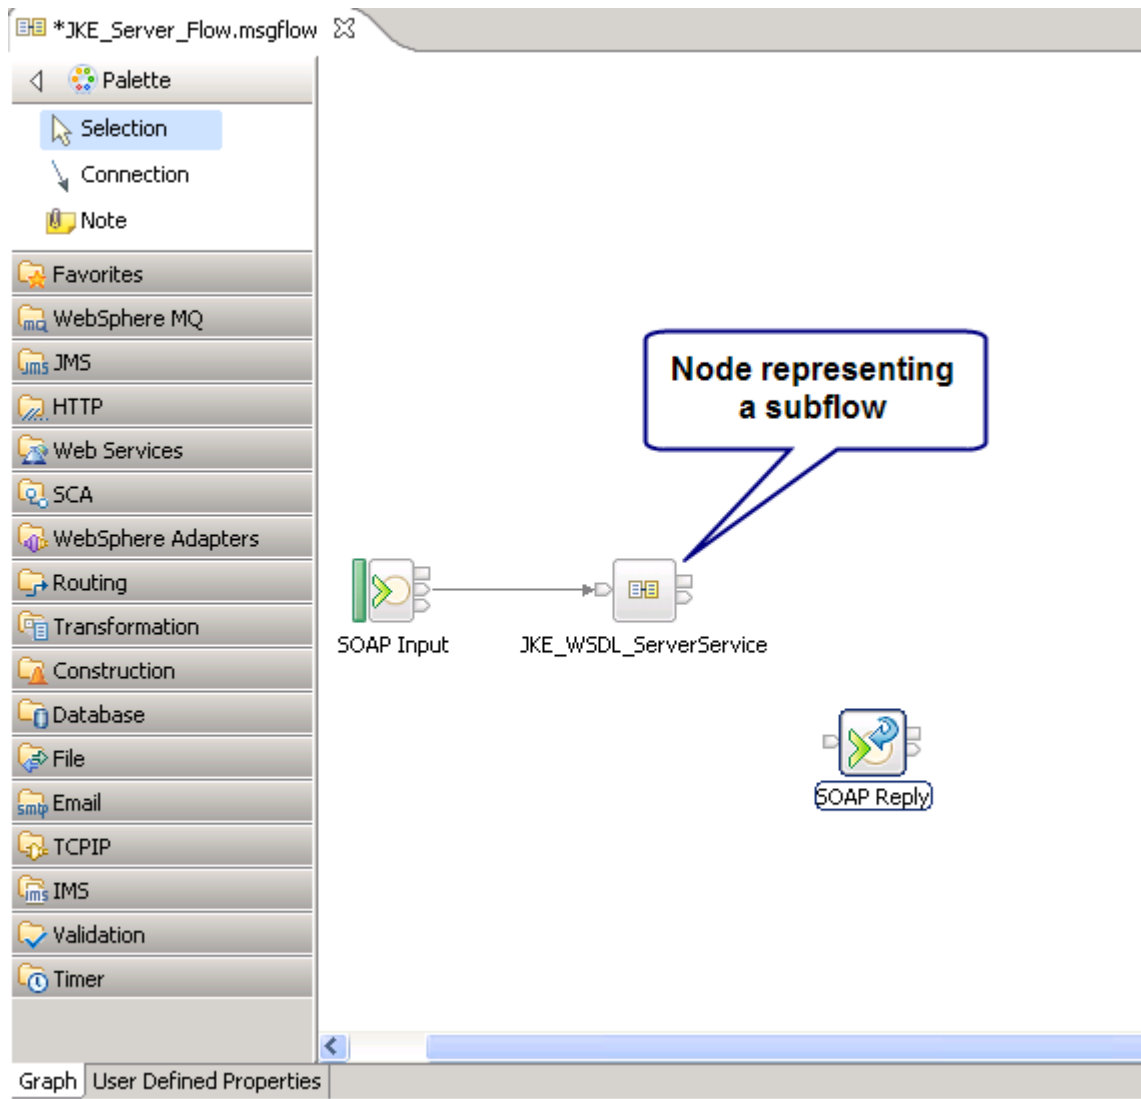 *JKE_Server_Flow.msgflow
Palette
Selection
Connection
Note
Favorites
WebSphere MQ
JMS
HTTP
Web Services
SCA
WebSphere Adapters
Routing
Transformation
Construction
Database
File
Email
TCPIP
IMS
Validation
Timer
Node representing
a subflow
SOAP Input
JKE_WSDL_ServerService
SOAP Reply
Graph
User Defined Properties